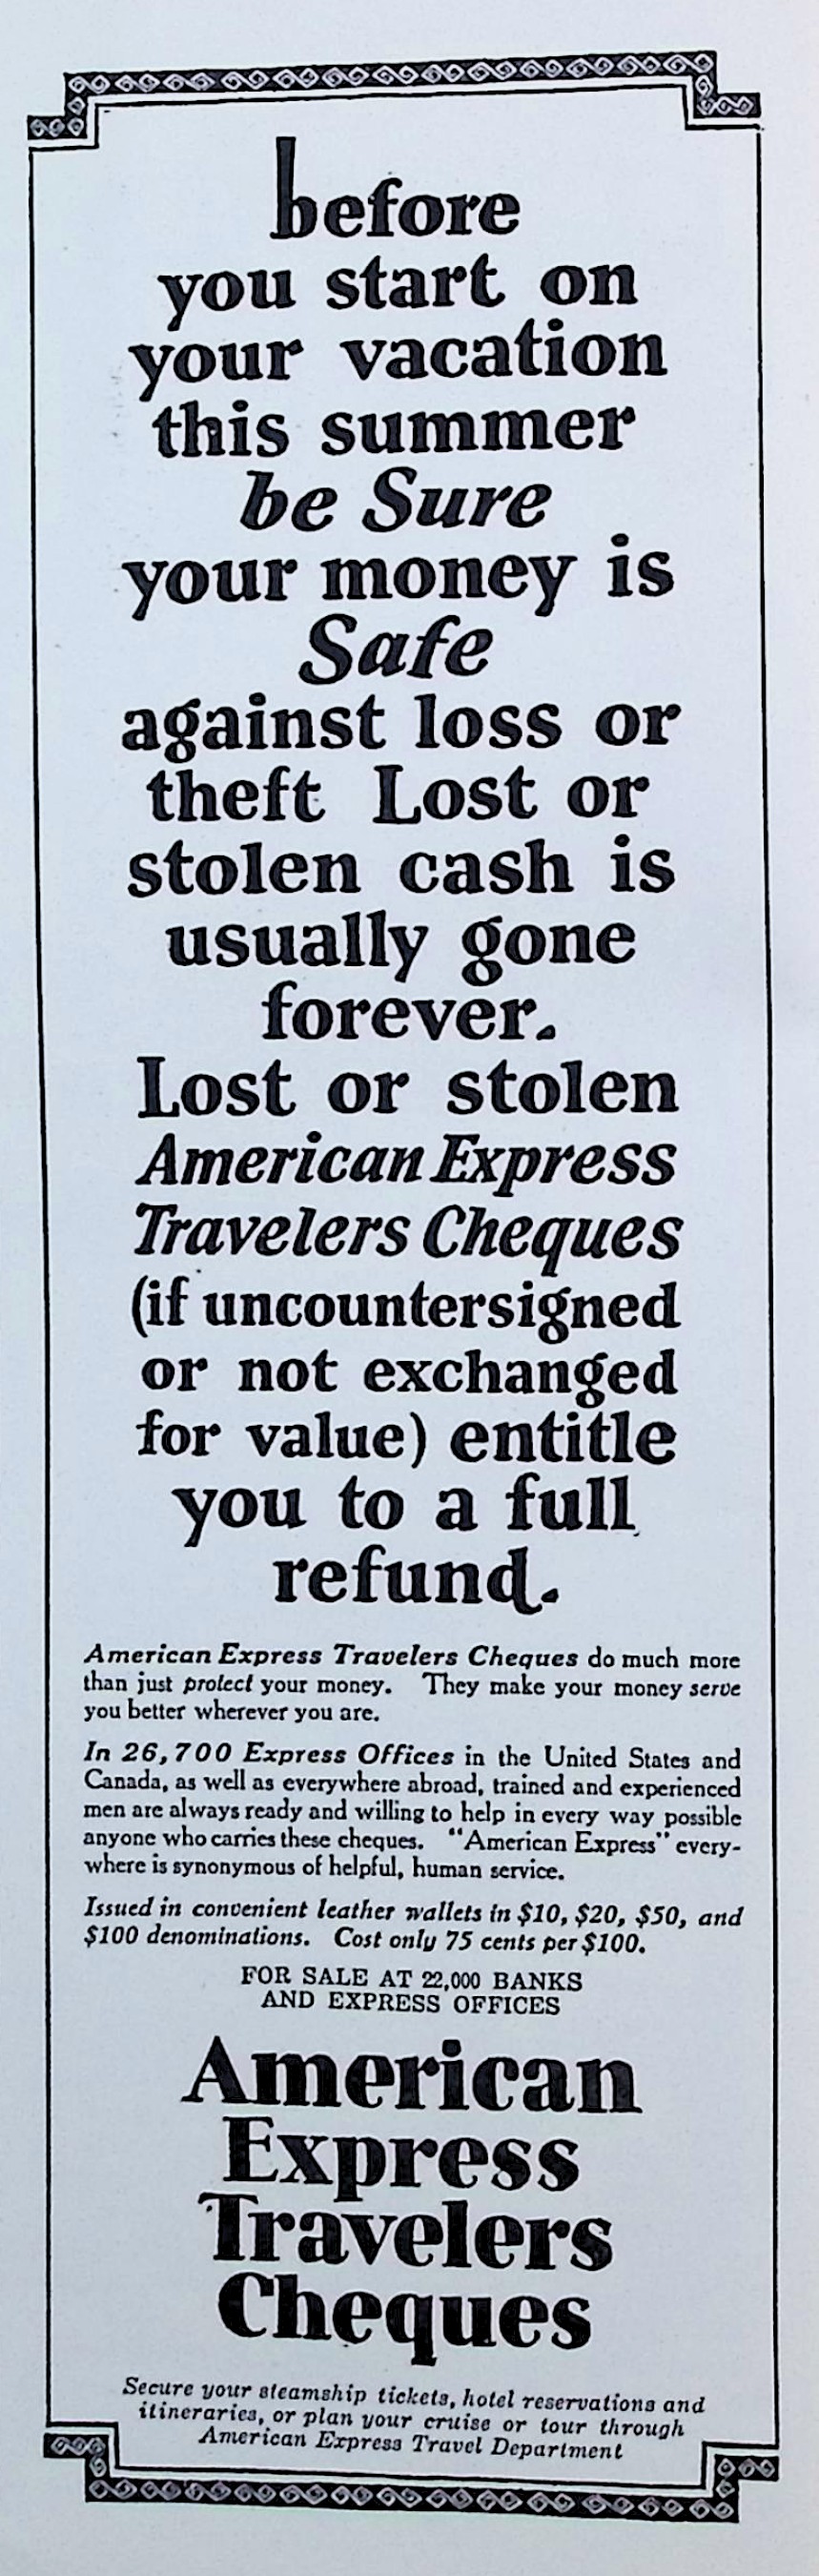 before
you start on
your vacation
this summer
be Sure
your money is
Safe
against loss or
theft Lost or
stolen cash is
usually gone
forever.
Lost or stolen
American Express
Travelers Cheques
(if uncountersigned
or not exchanged
for value) entitle
you to a full
refund.
American Express Travelers Cheques do much more
than just protect your money. They make your money serve
you better wherever you are.
In 26,700 Express Offices in the United States and
Canada, as well as everywhere abroad, trained and experienced
men are always ready and willing to help in every way possible
anyone who carries these cheques. "American Express" every-
where is synonymous of helpful, human service.
Issued in convenient leather wallets in $10, $20, $50, and
$100 denominations. Cost only 75 cents per $100.
FOR SALE AT 22,000 BANKS
AND EXPRESS OFFICES
American
Express
Travelers
Cheques
Secure your steamship tickets, hotel reservations and
itineraries, or plan your cruise or tour through
American Express Travel Department